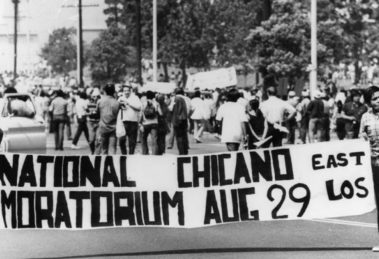 NATIONAL CHICANO EAST
MORATORIUM AUG 29 LOS